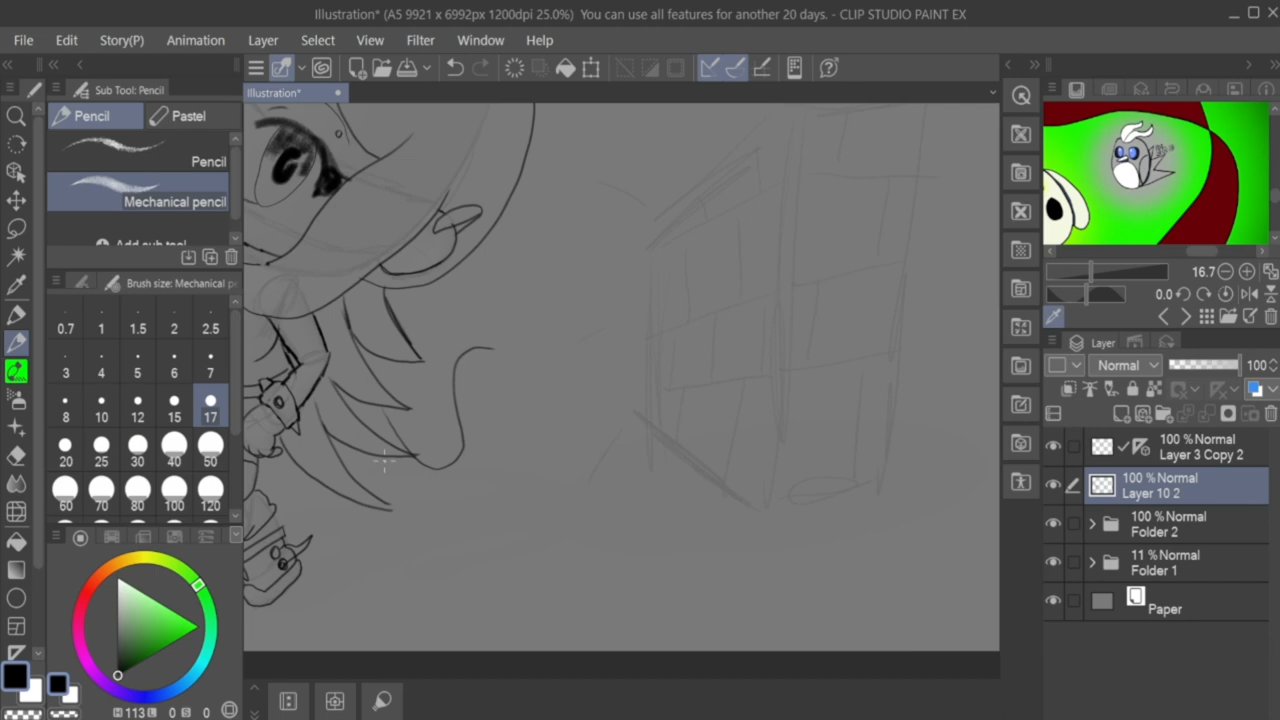 Illustration* (A5 9921 x 6992px 1200dpi 25.0%) You can use all features for another 20 days. - CLIP STUDIO PAINT EX
File Edit Story(P) Animation Layer Select View Filter Window Help
Sub Tool: Pencil
Illustration*
Pencil Pastel
Pencil
Mechanical pencil
Add sub tool
Brush size: Mechanical p
0.7 1 1.5 2 2.5
3 4 5 6 7
8 10 12 15 17
20 25 30 40 50
60 70 80 100 120
H 113 L 0 S 0
16.7
0.0
Layer
Normal 100
100 % Normal
Layer 3 Copy 2
100 % Normal
Layer 10 2
100 % Normal
Folder 2
11 % Normal
Folder 1
Paper